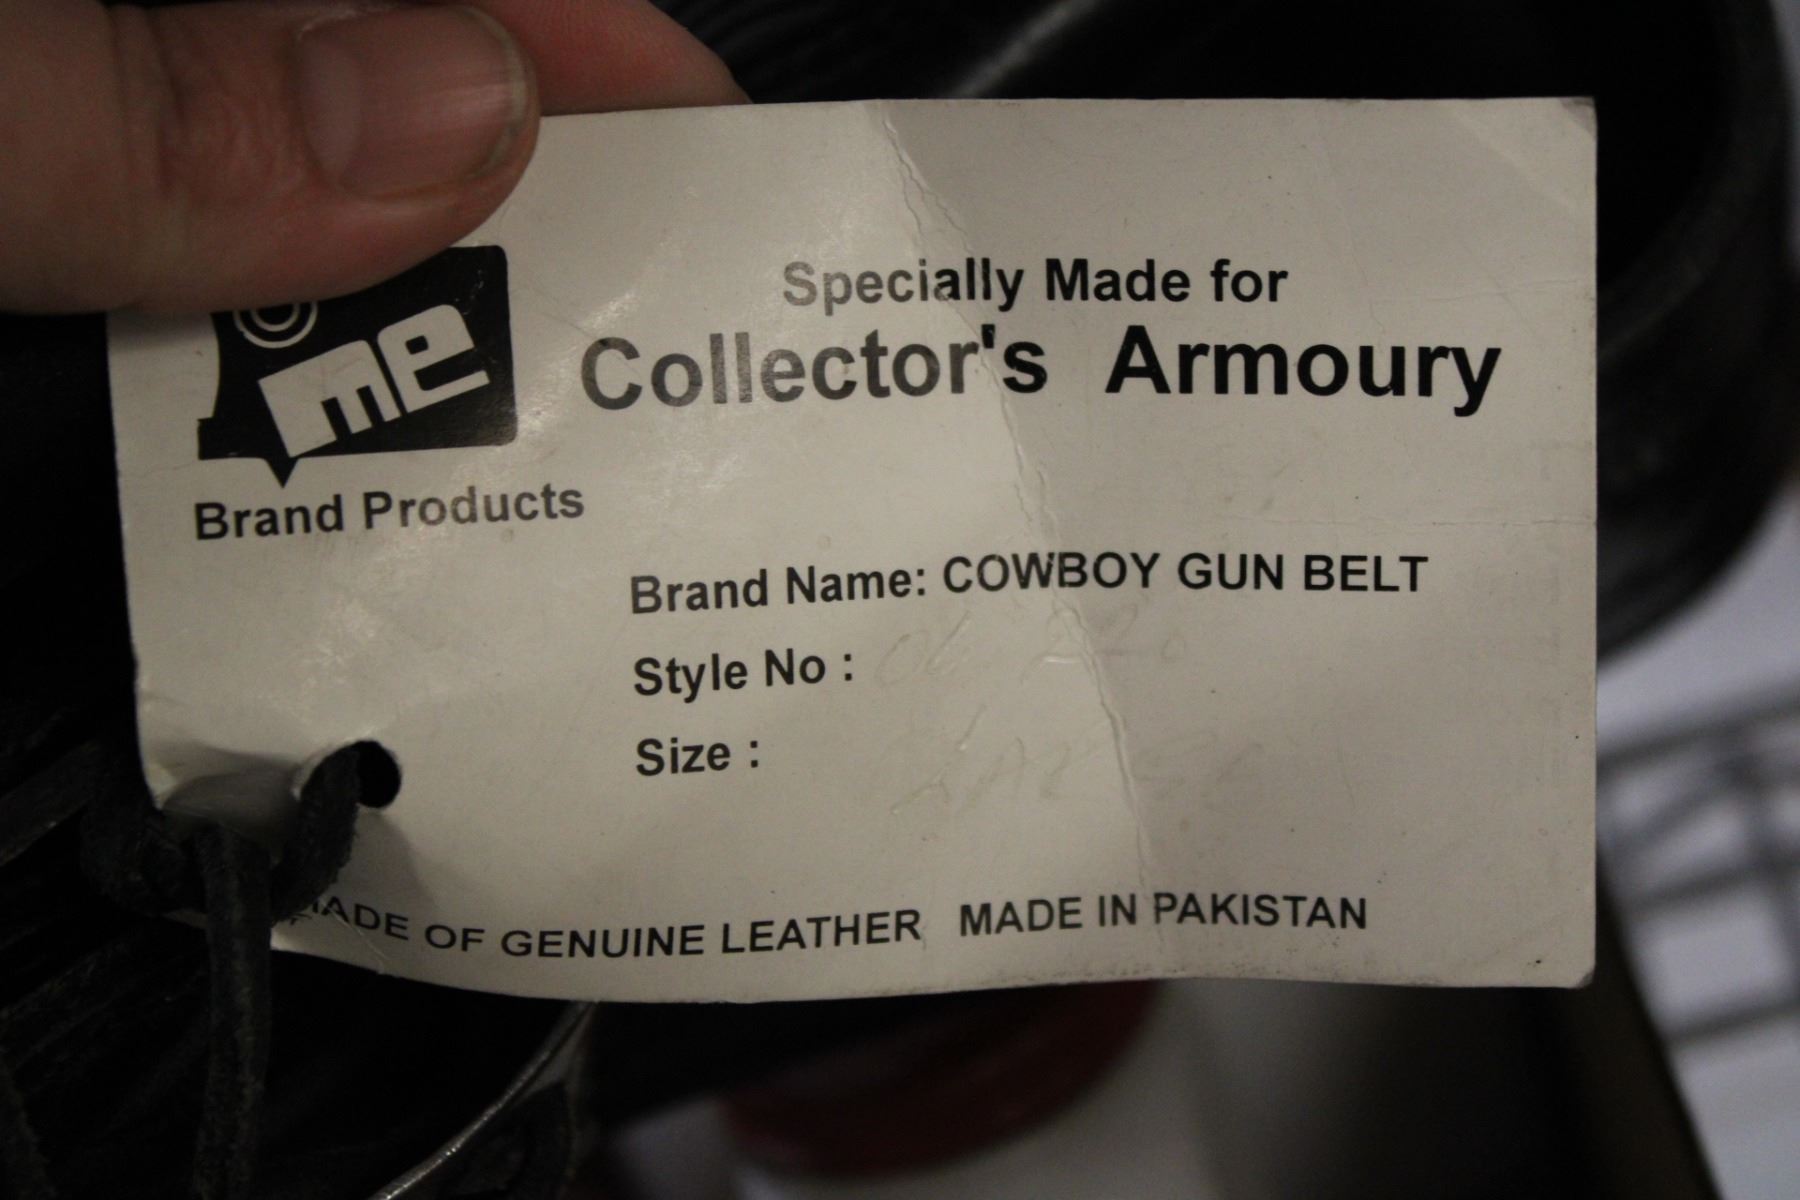 me
Specially Made for
Collector's Armoury
Brand Products
Brand Name: COWBOY GUN BELT
Style No :
Size :
MADE OF GENUINE LEATHER MADE IN PAKISTAN